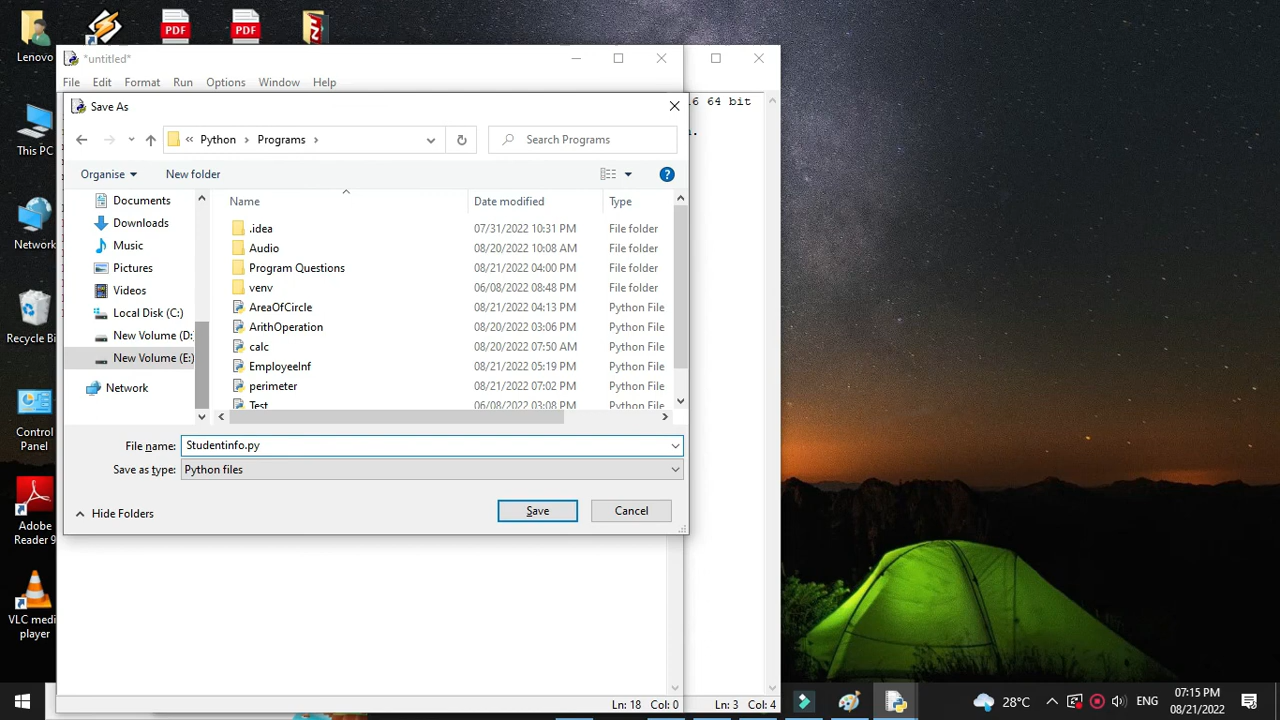 Lenovo
PDF
PDF
*untitled*
File Edit Format Run Options Window Help
Save As
16 64 bit
Python Programs
Search Programs
Organise New folder
This PC
Documents
Downloads
Music
Pictures
Videos
Local Disk (C:)
New Volume (D:
New Volume (E:)
Network
Name Date modified Type
.idea 07/31/2022 10:31 PM File folder
Audio 08/20/2022 10:08 AM File folder
Program Questions 08/21/2022 04:00 PM File folder
venv 06/08/2022 08:48 PM File folder
AreaOfCircle 08/21/2022 04:13 PM Python File
ArithOperation 08/20/2022 03:06 PM Python File
calc 08/20/2022 07:50 AM Python File
EmployeeInf 08/21/2022 05:19 PM Python File
perimeter 08/21/2022 07:02 PM Python File
Test 06/08/2022 03:08 PM Python File
File name: Studentinfo.py
Save as type: Python files
Hide Folders
Save Cancel
Network
Recycle Bi
Control
Panel
Adobe
Reader 9
VLC medi
player
Ln: 18 Col: 0
Ln: 3 Col: 4
28°C
ENG
07:15 PM
08/21/2022